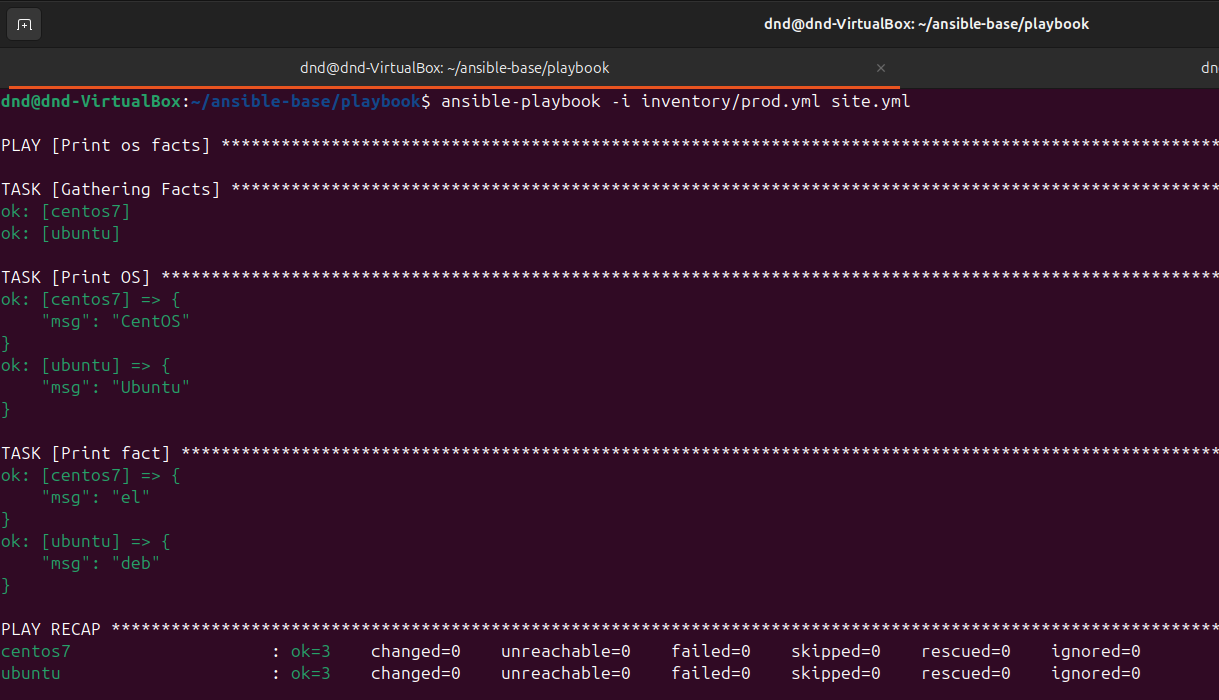 dnd@dnd-VirtualBox: ~/ansible-base/playbook
dnd@dnd-VirtualBox: ~/ansible-base/playbook × dn
dnd@dnd-VirtualBox:~/ansible-base/playbook$ ansible-playbook -i inventory/prod.yml site.yml
PLAY [Print os facts] ****************************************************************************************************
TASK [Gathering Facts] ***************************************************************************************************
ok: [centos7]
ok: [ubuntu]
TASK [Print OS] **********************************************************************************************************
ok: [centos7] => {
    "msg": "CentOS"
}
ok: [ubuntu] => {
    "msg": "Ubuntu"
}
TASK [Print fact] ********************************************************************************************************
ok: [centos7] => {
    "msg": "el"
}
ok: [ubuntu] => {
    "msg": "deb"
}
PLAY RECAP ***************************************************************************************************************
centos7                    : ok=3    changed=0    unreachable=0    failed=0    skipped=0    rescued=0    ignored=0
ubuntu                     : ok=3    changed=0    unreachable=0    failed=0    skipped=0    rescued=0    ignored=0